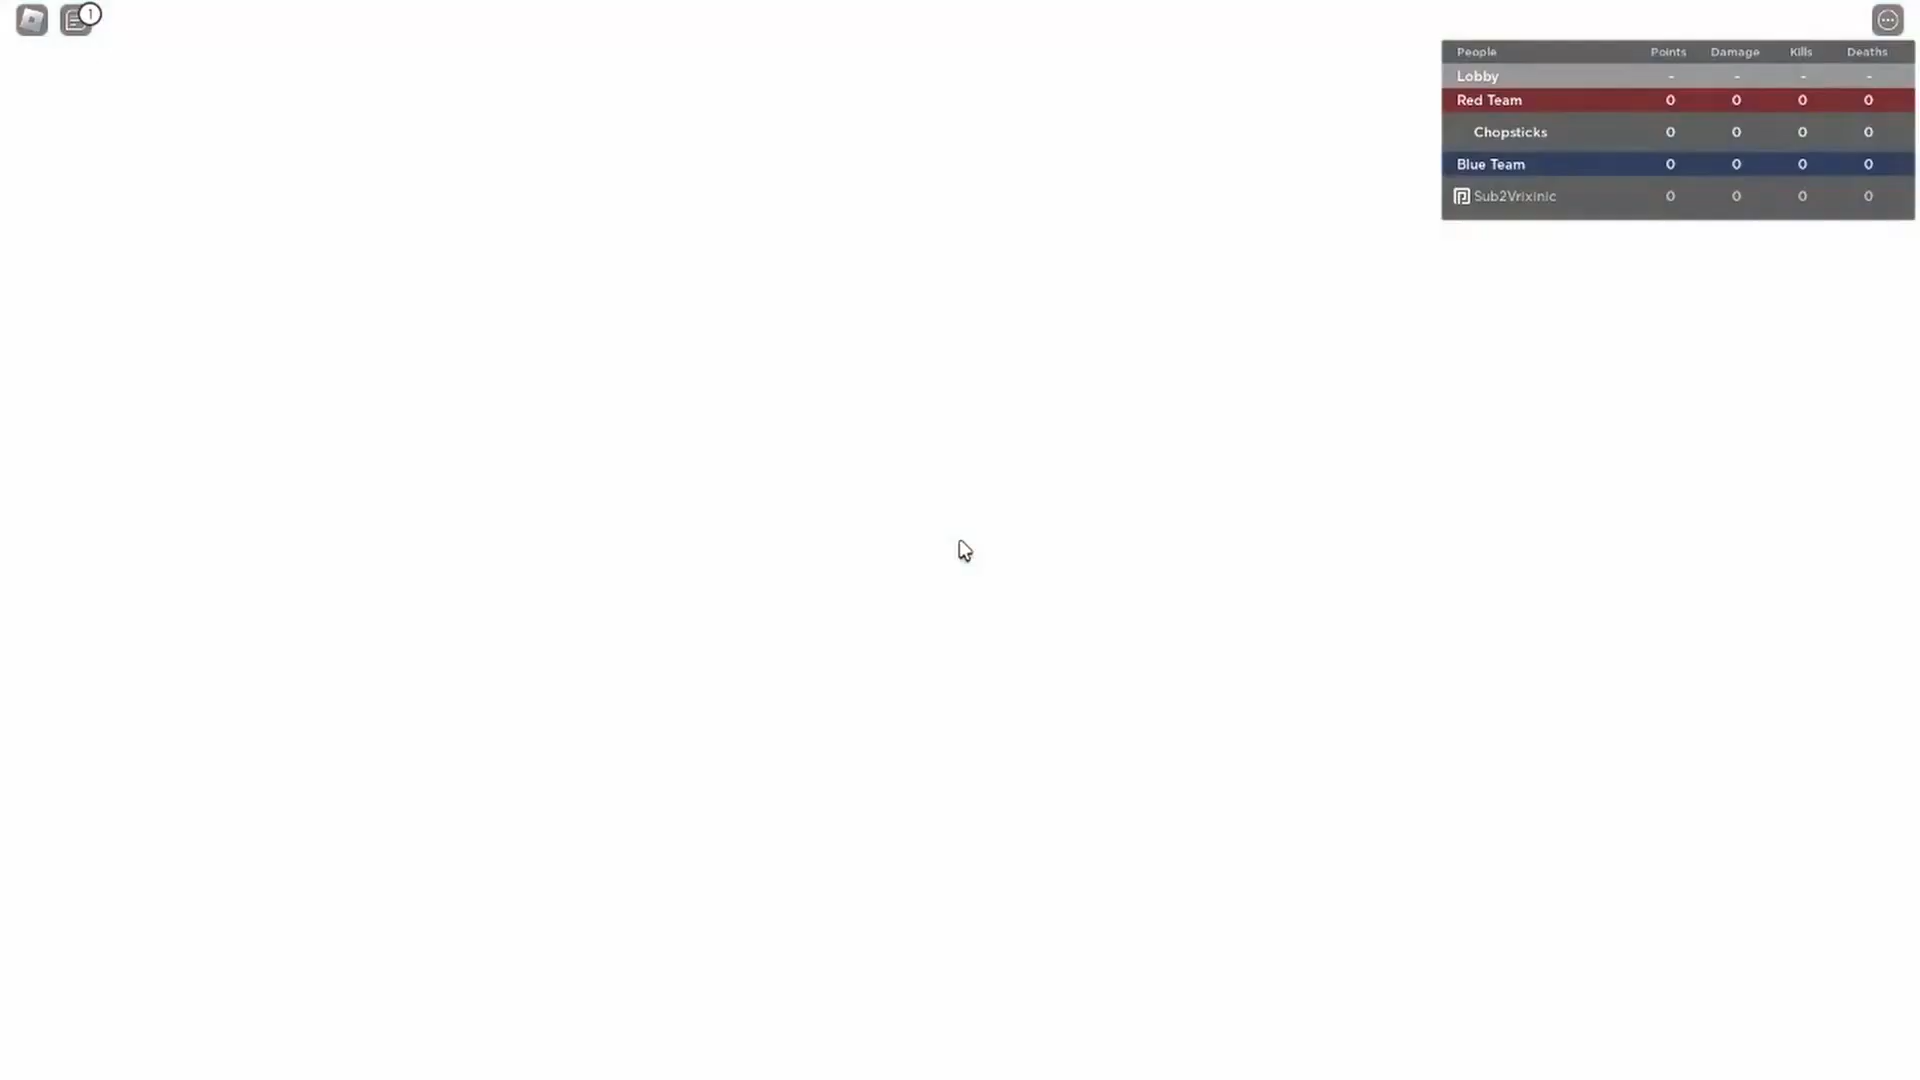 1
People Points Damage Kills Deaths
Lobby - - - -
Red Team 0 0 0 0
Chopsticks 0 0 0 0
Blue Team 0 0 0 0
Sub2Vrixinic 0 0 0 0